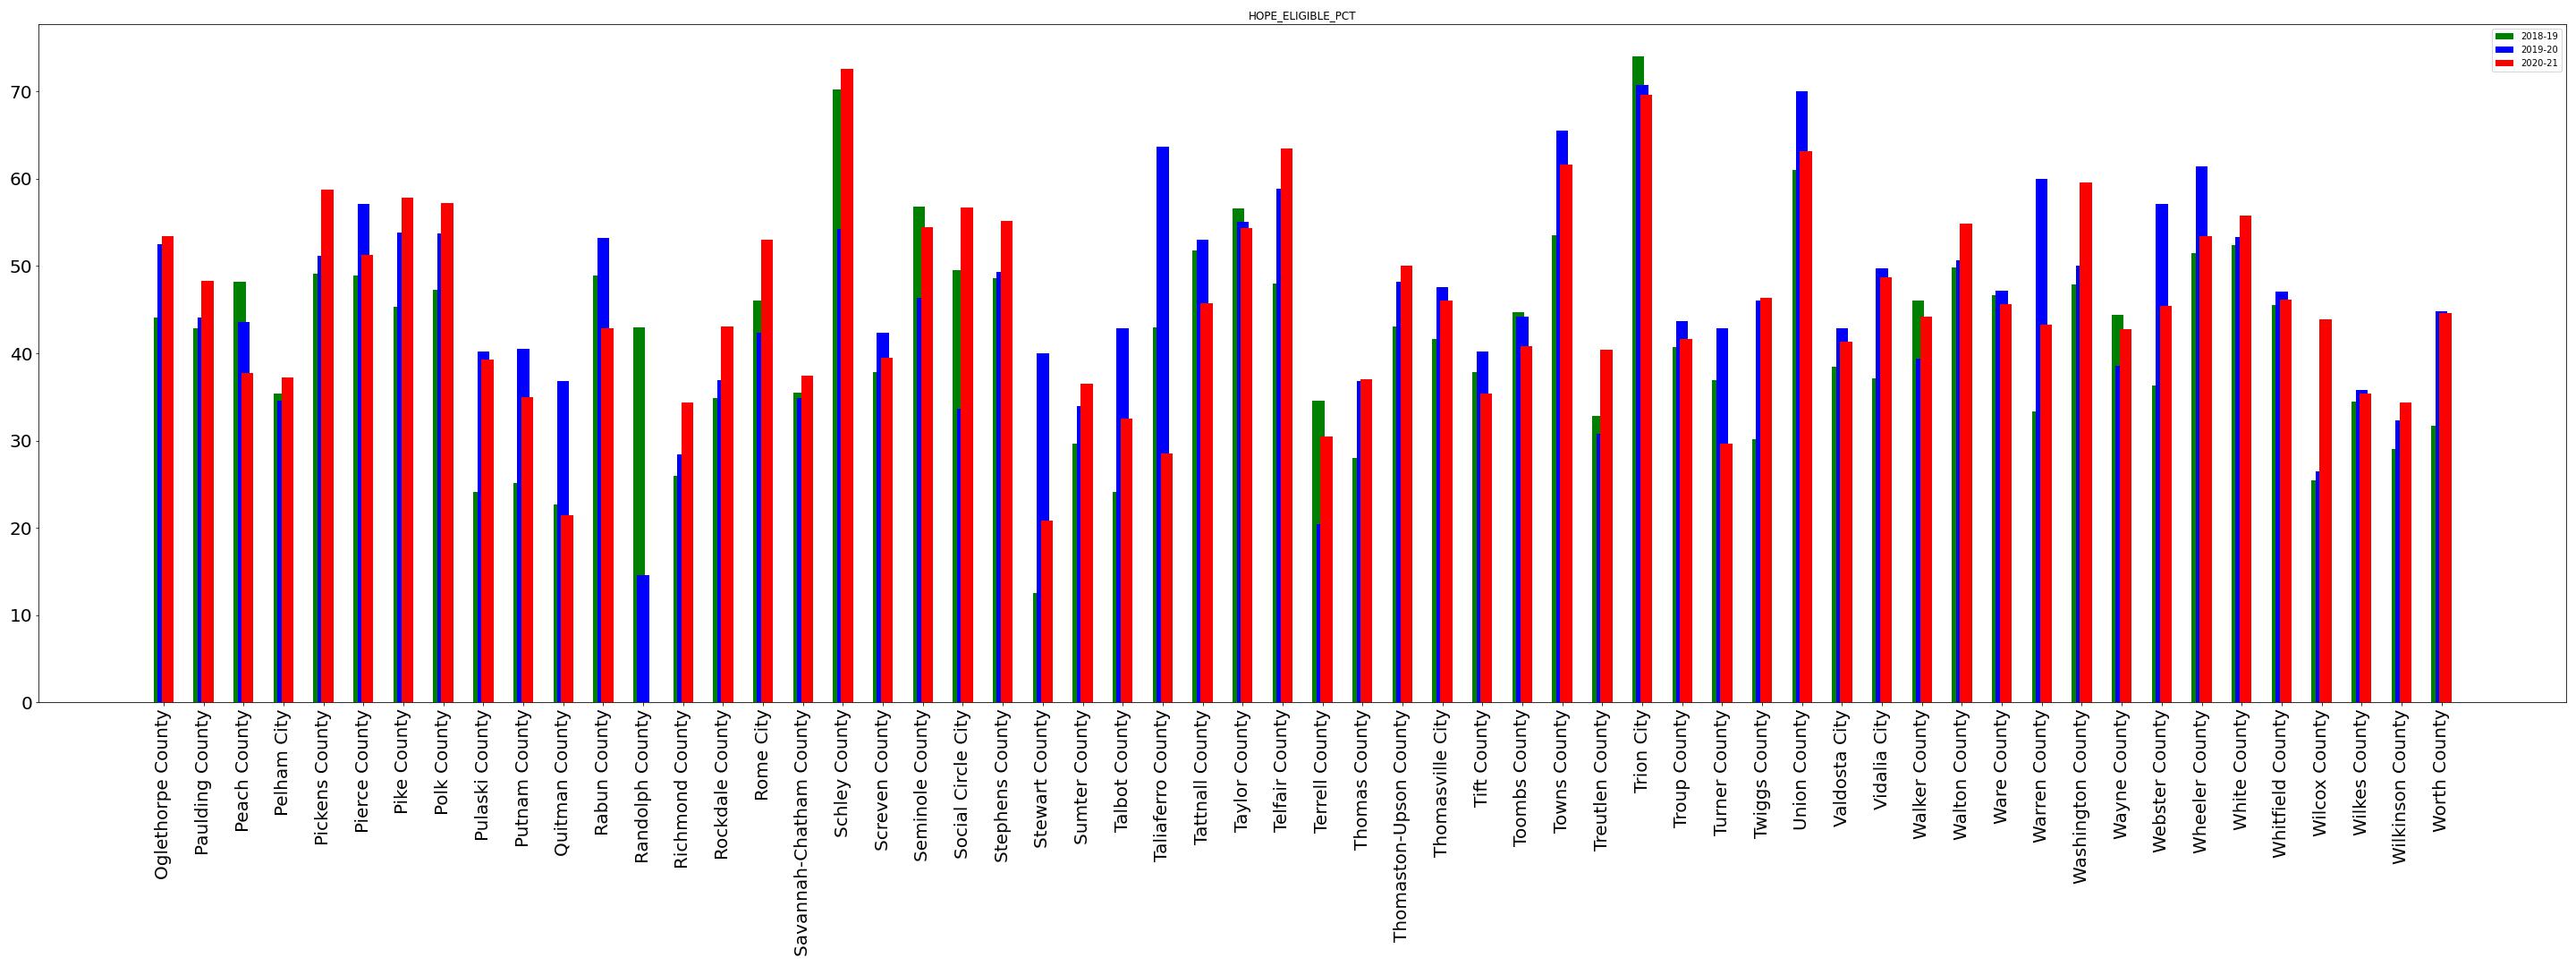 HOPE_ELIGIBLE_PCT
2018-19
2019-20
2020-21
70
60
50
40
30
20
10
0
Oglethorpe County
Paulding County
Peach County
Pelham City
Pickens County
Pierce County
Pike County
Polk County
Pulaski County
Putnam County
Quitman County
Rabun County
Randolph County
Richmond County
Rockdale County
Rome City
Savannah-Chatham County
Schley County
Screven County
Seminole County
Social Circle City
Stephens County
Stewart County
Sumter County
Talbot County
Taliaferro County
Tattnall County
Taylor County
Telfair County
Terrell County
Thomas County
Thomaston-Upson County
Thomasville City
Tift County
Toombs County
Towns County
Treutlen County
Trion City
Troup County
Turner County
Twiggs County
Union County
Valdosta City
Vidalia City
Walker County
Walton County
Ware County
Warren County
Washington County
Wayne County
Webster County
Wheeler County
White County
Whitfield County
Wilcox County
Wilkes County
Wilkinson County
Worth County